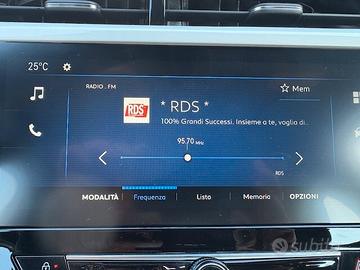 25°C
RADIO . FM
Mem
RDS
* RDS *
100% Grandi Successi. Insieme a te, voglia di...
95.70 MHz
RDS
MODALITÀ Frequenza Lista Memoria OPZIONI
subito